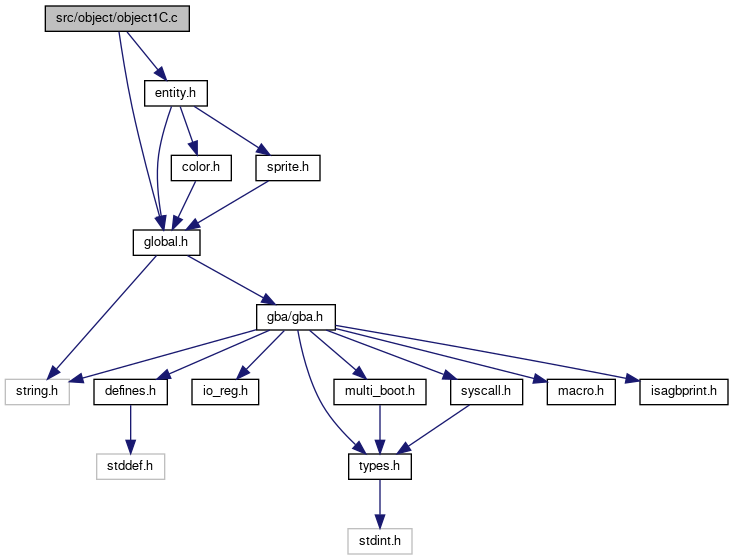 src/object/object1C.c
entity.h
color.h
sprite.h
global.h
gba/gba.h
string.h
defines.h
io_reg.h
multi_boot.h
syscall.h
macro.h
isagbprint.h
stddef.h
types.h
stdint.h